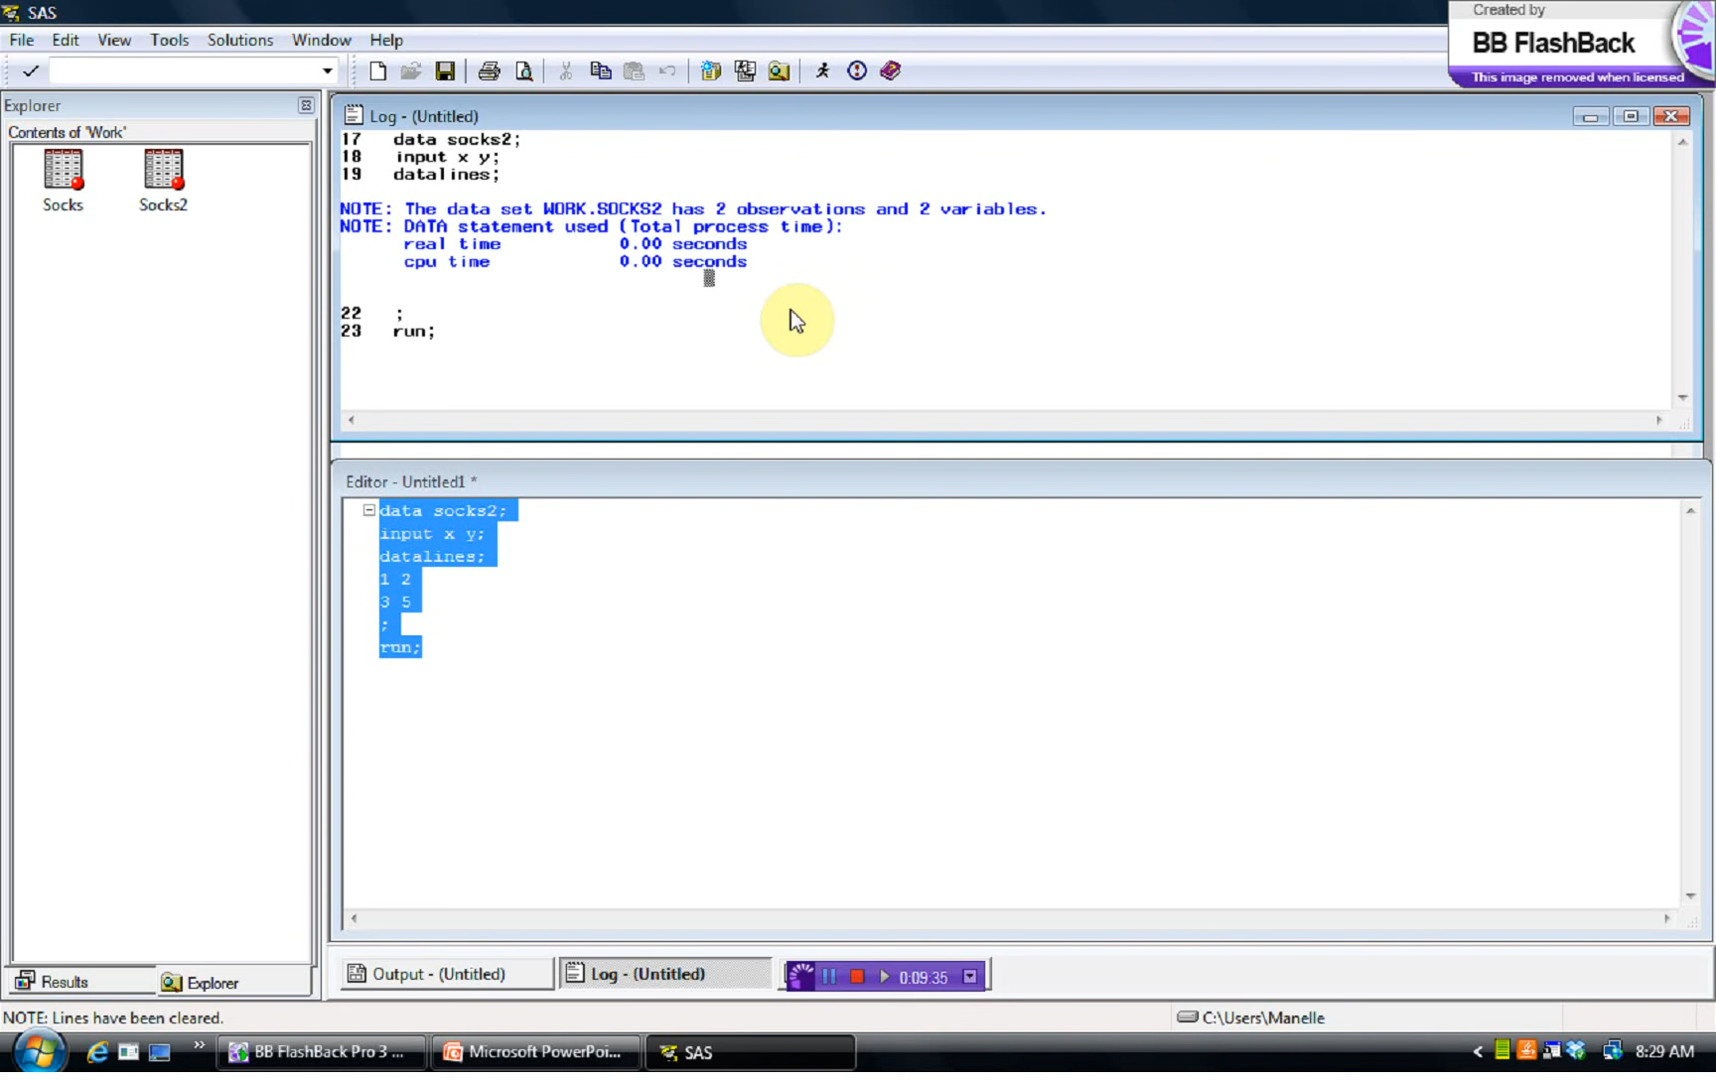 SAS
Created by
BB FlashBack
This image removed when licensed
File Edit View Tools Solutions Window Help
Explorer
Contents of 'Work'
Socks Socks2
Log - (Untitled)
17 data socks2;
18 input x y;
19 datalines;
NOTE: The data set WORK.SOCKS2 has 2 observations and 2 variables.
NOTE: DATA statement used (Total process time):
real time 0.00 seconds
cpu time 0.00 seconds
22 ;
23 run;
Editor - Untitled1 *
data socks2;
input x y;
datalines;
1 2
3 5
;
run;
Results Explorer
Output - (Untitled) Log - (Untitled) 0:09.35
NOTE: Lines have been cleared. C:\Users\Manelle
BB FlashBack Pro 3 ... Microsoft PowerPoi... SAS 8:29 AM